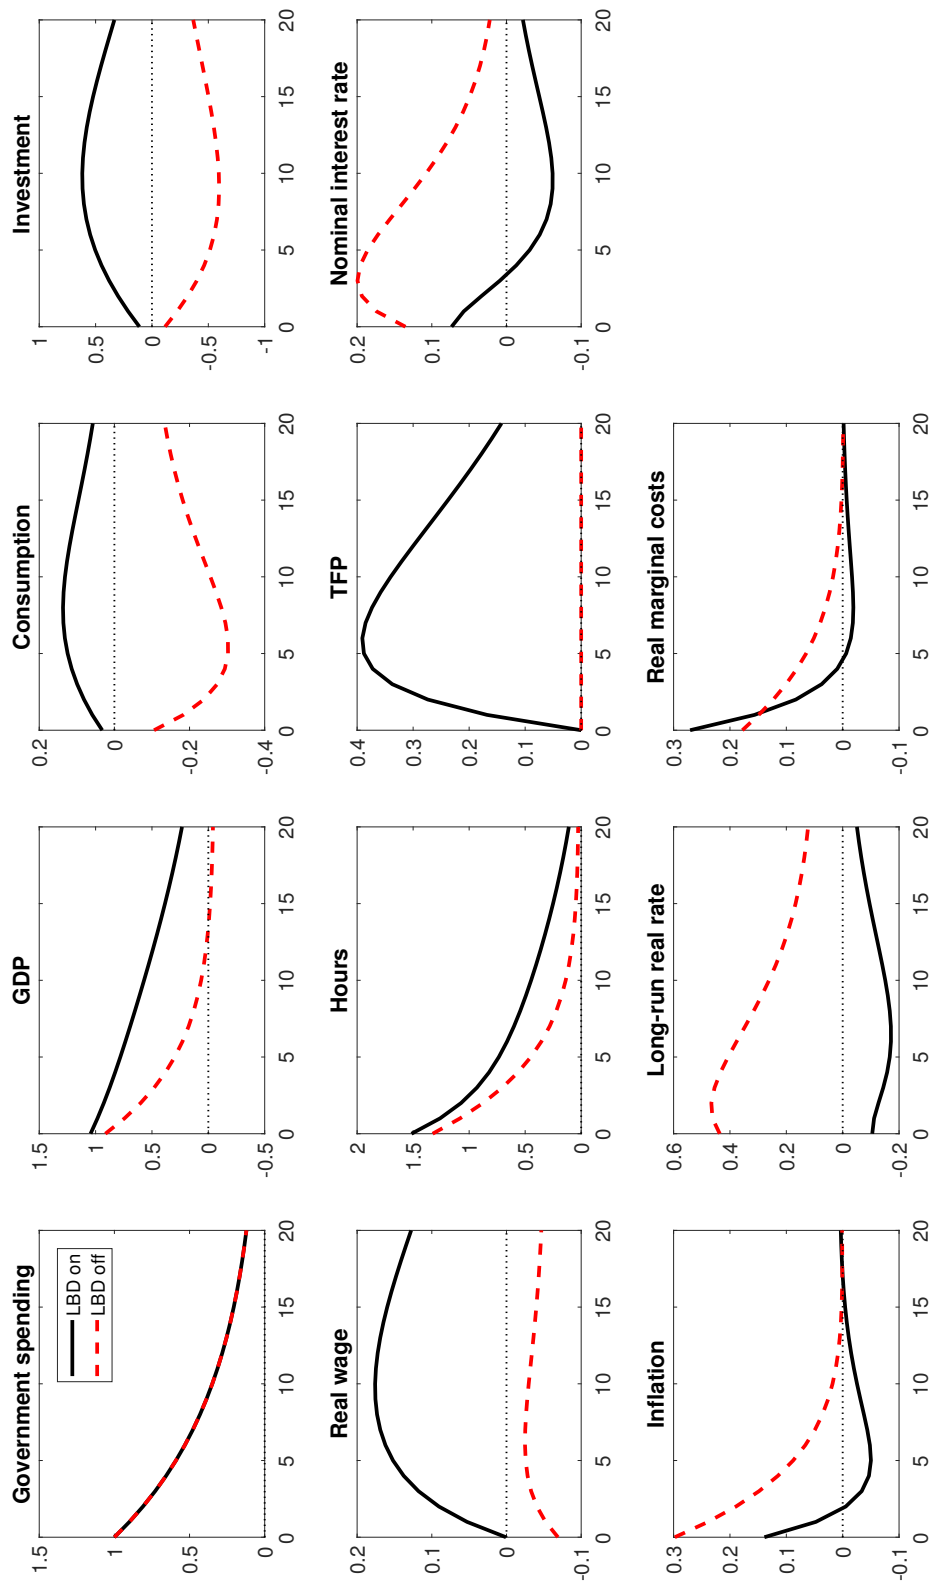 Government spending
LBD on
LBD off
1.5
1
0.5
0
0 5 10 15 20
GDP
1.5
1
0.5
0
-0.5
0 5 10 15 20
Consumption
0.2
0
-0.2
-0.4
0 5 10 15 20
Investment
1
0.5
0
-0.5
-1
0 5 10 15 20
Real wage
0.2
0.1
0
-0.1
0 5 10 15 20
Hours
2
1.5
1
0.5
0
0 5 10 15 20
TFP
0.4
0.3
0.2
0.1
0
0 5 10 15 20
Nominal interest rate
0.2
0.1
0
-0.1
0 5 10 15 20
Inflation
0.3
0.2
0.1
0
-0.1
0 5 10 15 20
Long-run real rate
0.6
0.4
0.2
0
-0.2
0 5 10 15 20
Real marginal costs
0.3
0.2
0.1
0
-0.1
0 5 10 15 20